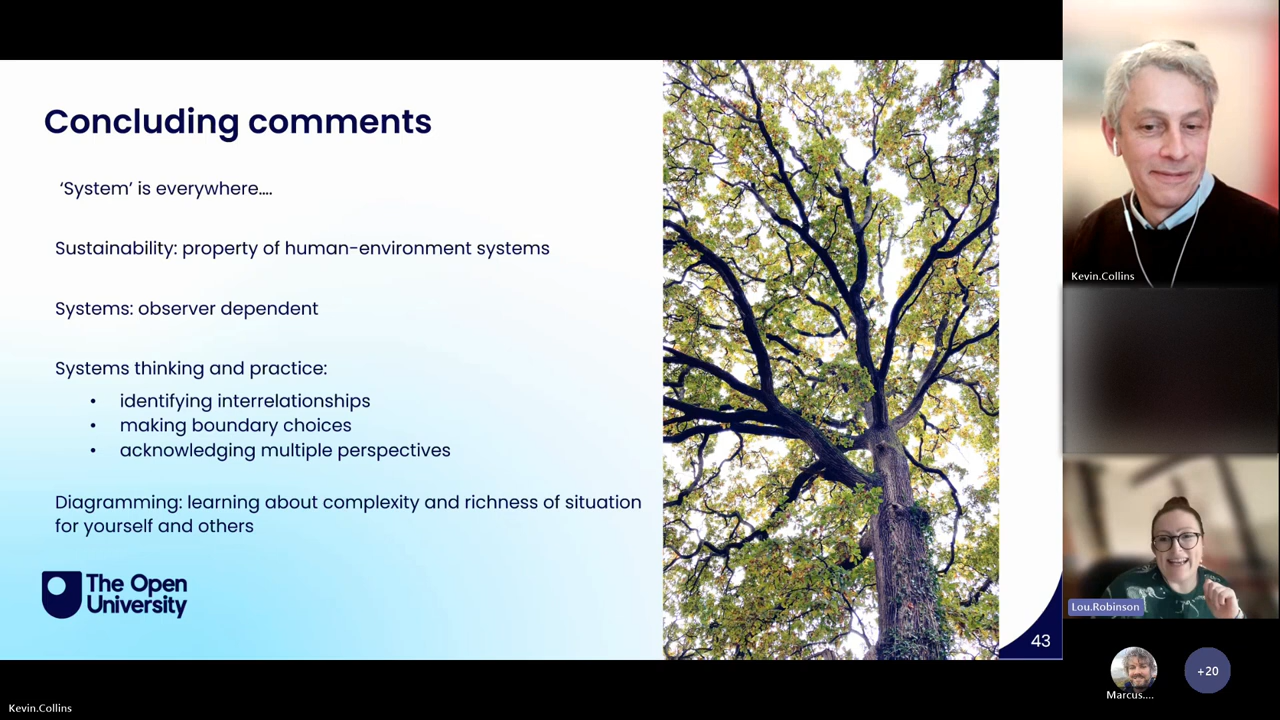 Concluding comments
‘System’ is everywhere....
Sustainability: property of human-environment systems
Systems: observer dependent
Systems thinking and practice:
• identifying interrelationships
• making boundary choices
• acknowledging multiple perspectives
Diagramming: learning about complexity and richness of situation
for yourself and others
The Open
University
43
Kevin.Collins
Lou.Robinson
Marcus....
+20
Kevin.Collins